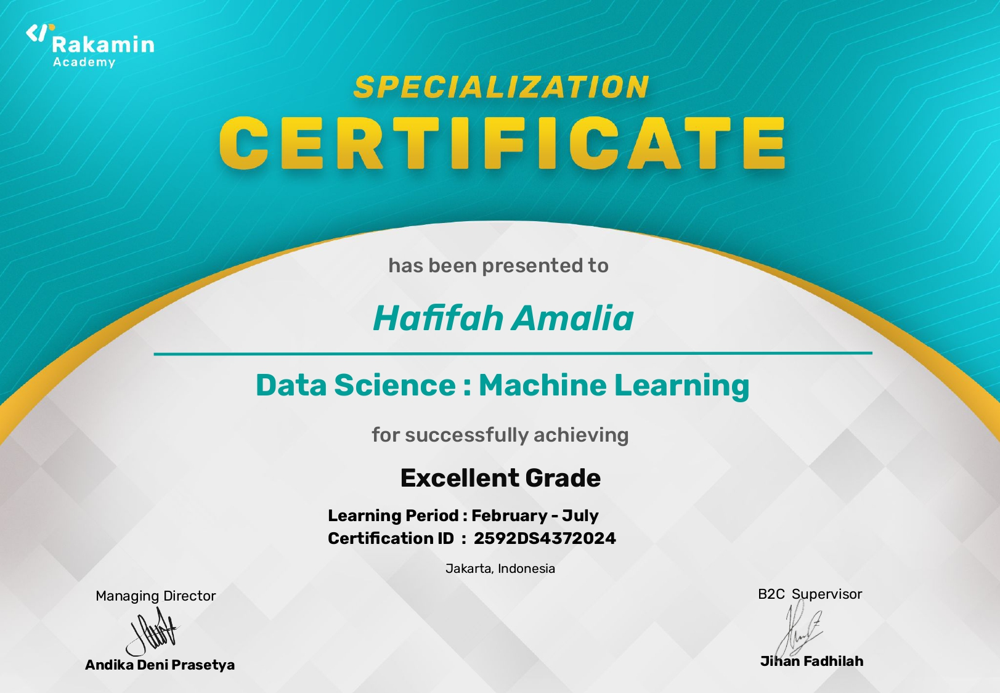 Rakamin
Academy
SPECIALIZATION
CERTIFICATE
has been presented to
Hafifah Amalia
Data Science : Machine Learning
for successfully achieving
Excellent Grade
Learning Period : February - July
Certification ID : 2592DS4372024
Jakarta, Indonesia
Managing Director
Andika Deni Prasetya
B2C Supervisor
Jihan Fadhilah